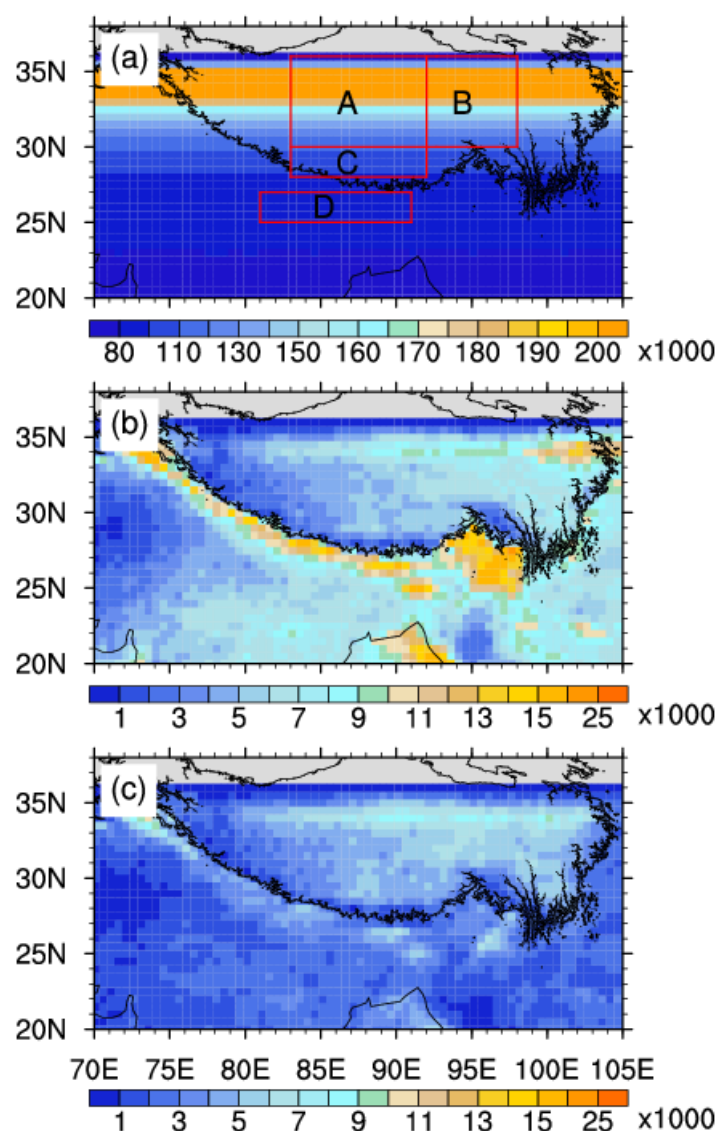 (a)
35N
30N
25N
20N
A
B
C
D
80 110 130 150 160 170 180 190 200 x1000
(b)
35N
30N
25N
20N
1 3 5 7 9 11 13 15 25 x1000
(c)
35N
30N
25N
20N
70E 75E 80E 85E 90E 95E 100E 105E
1 3 5 7 9 11 13 15 25 x1000